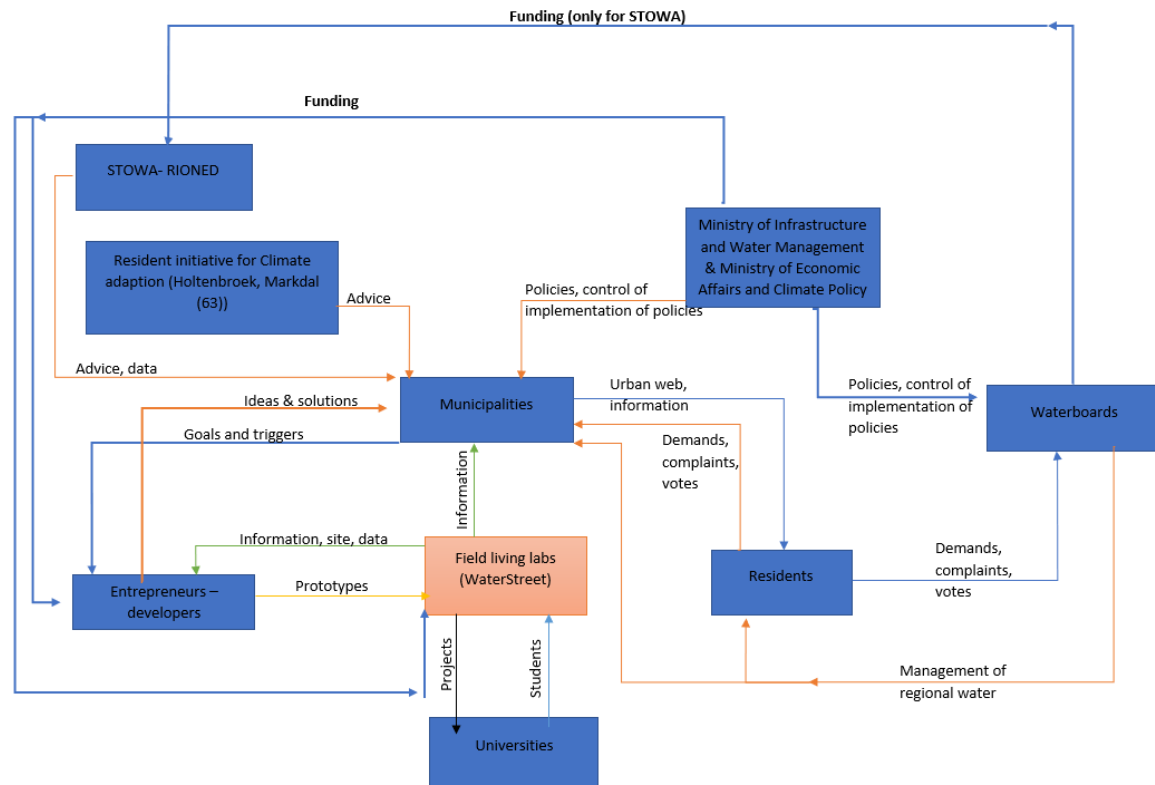 Funding (only for STOWA)
Funding
STOWA- RIONED
Ministry of Infrastructure
and Water Management
& Ministry of Economic
Affairs and Climate Policy
Resident initiative for Climate
adaption (Holtenbroek, Markdal
(63))
Advice
Policies, control of
implementation of policies
Advice, data
Ideas & solutions
Municipalities
Urban web,
information
Policies, control of
implementation of
policies
Waterboards
Goals and triggers
Demands,
complaints,
votes
Information
Information, site, data
Field living labs
(WaterStreet)
Residents
Demands,
complaints,
votes
Entrepreneurs –
developers
Prototypes
Projects
Students
Management of
regional water
Universities